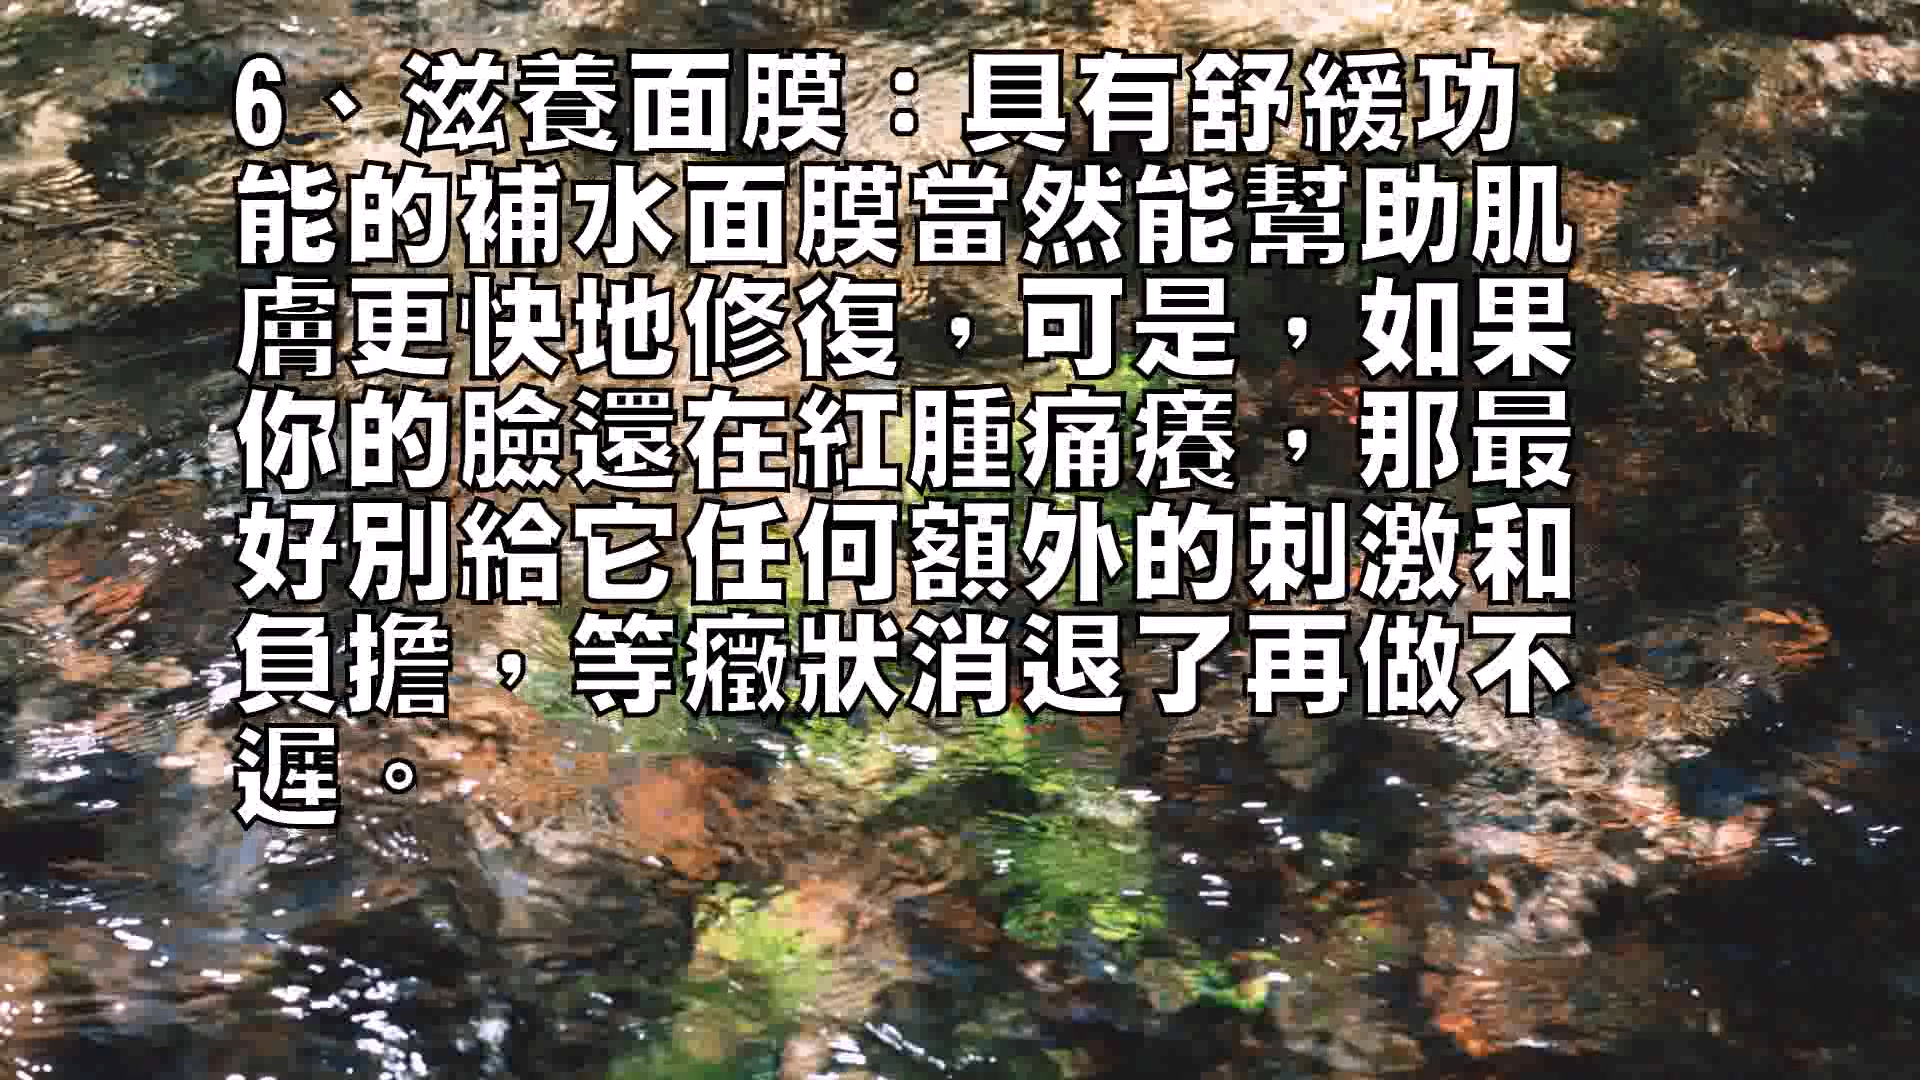 6、滋養面膜：具有舒緩功
能的補水面膜當然能幫助肌
膚更快地修復，可是，如果
你的臉還在紅腫痛癢，那最
好別給它任何額外的刺激和
負擔，等癥狀消退了再做不
遲。